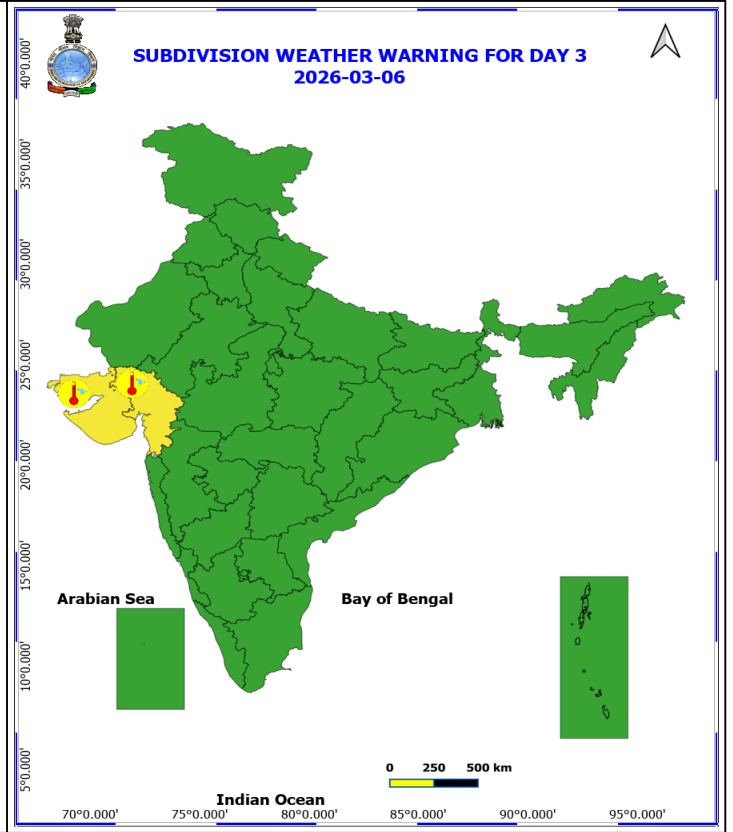 SUBDIVISION WEATHER WARNING FOR DAY 3
2026-03-06
40°0.000'
35°0.000'
30°0.000'
25°0.000'
20°0.000'
15°0.000'
10°0.000'
5°0.000'
Arabian Sea
Bay of Bengal
0 250 500 km
Indian Ocean
70°0.000' 75°0.000' 80°0.000' 85°0.000' 90°0.000' 95°0.000'